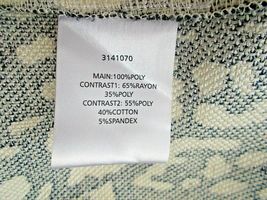 3141070
MAIN:100%POLY
CONTRAST1: 65%RAYON
35%POLY
CONTRAST2: 55%POLY
40%COTTON
5%SPANDEX